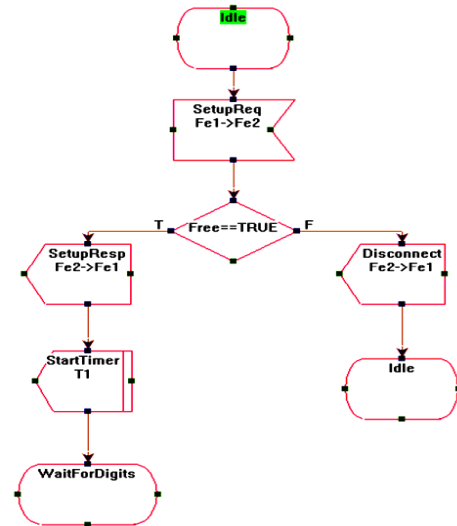 Idle
SetupReq
Fe1->Fe2
T
Free==TRUE
F
SetupResp
Fe2->Fe1
Disconnect
Fe2->Fe1
StartTimer
T1
Idle
WaitForDigits